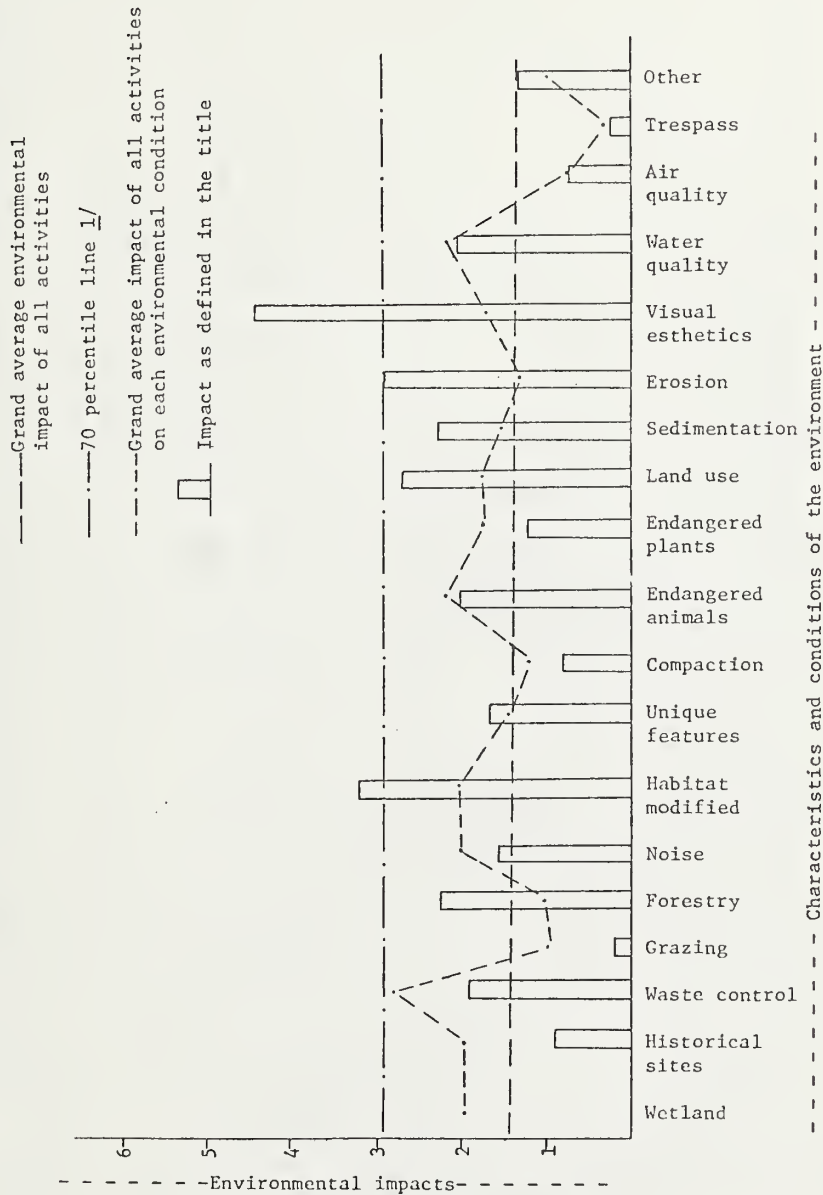 Grand average environmental
impact of all activities
70 percentile line 1/
Grand average impact of all activities
on each environmental condition
Impact as defined in the title
Other
Trespass
Air
quality
Water
quality
Visual
esthetics
Erosion
Sedimentation
Land use
Endangered
plants
Endangered
animals
Compaction
Unique
features
Habitat
modified
Noise
Forestry
Grazing
Waste control
Historical
sites
Wetland
6
5
4
3
2
1
- - - - - - -Environmental impacts- - - - - - -
- - - - - - - Characteristics and conditions of the environment - - - - - - -